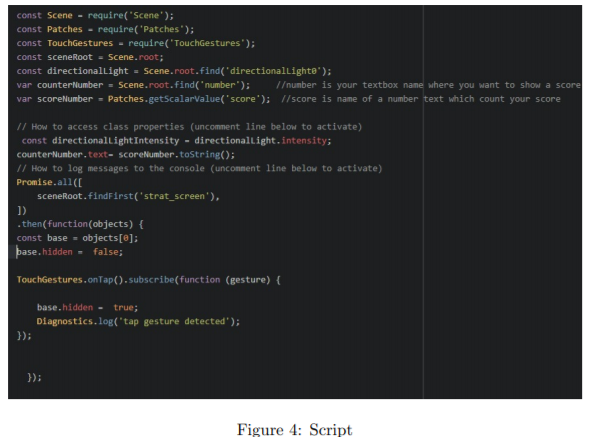 const Scene = require('Scene');
const Patches = require('Patches');
const TouchGestures = require('TouchGestures');
const sceneRoot = Scene.root;
const directionalLight = Scene.root.find('directionalLight0');
var counterNumber = Scene.root.find('number');     //number is your textbox name where you want to show a score
var scoreNumber = Patches.getScalarValue('score');  //score is name of a number text which count your score

// How to access class properties (uncomment line below to activate)
 const directionalLightIntensity = directionalLight.intensity;
counterNumber.text= scoreNumber.toString();
// How to log messages to the console (uncomment line below to activate)
Promise.all([
    sceneRoot.findFirst('strat_screen'),
])
.then(function(objects) {
const base = objects[0];
base.hidden =  false;

TouchGestures.onTap().subscribe(function (gesture) {

    base.hidden =  true;
    Diagnostics.log('tap gesture detected');
});

  });

Figure 4: Script